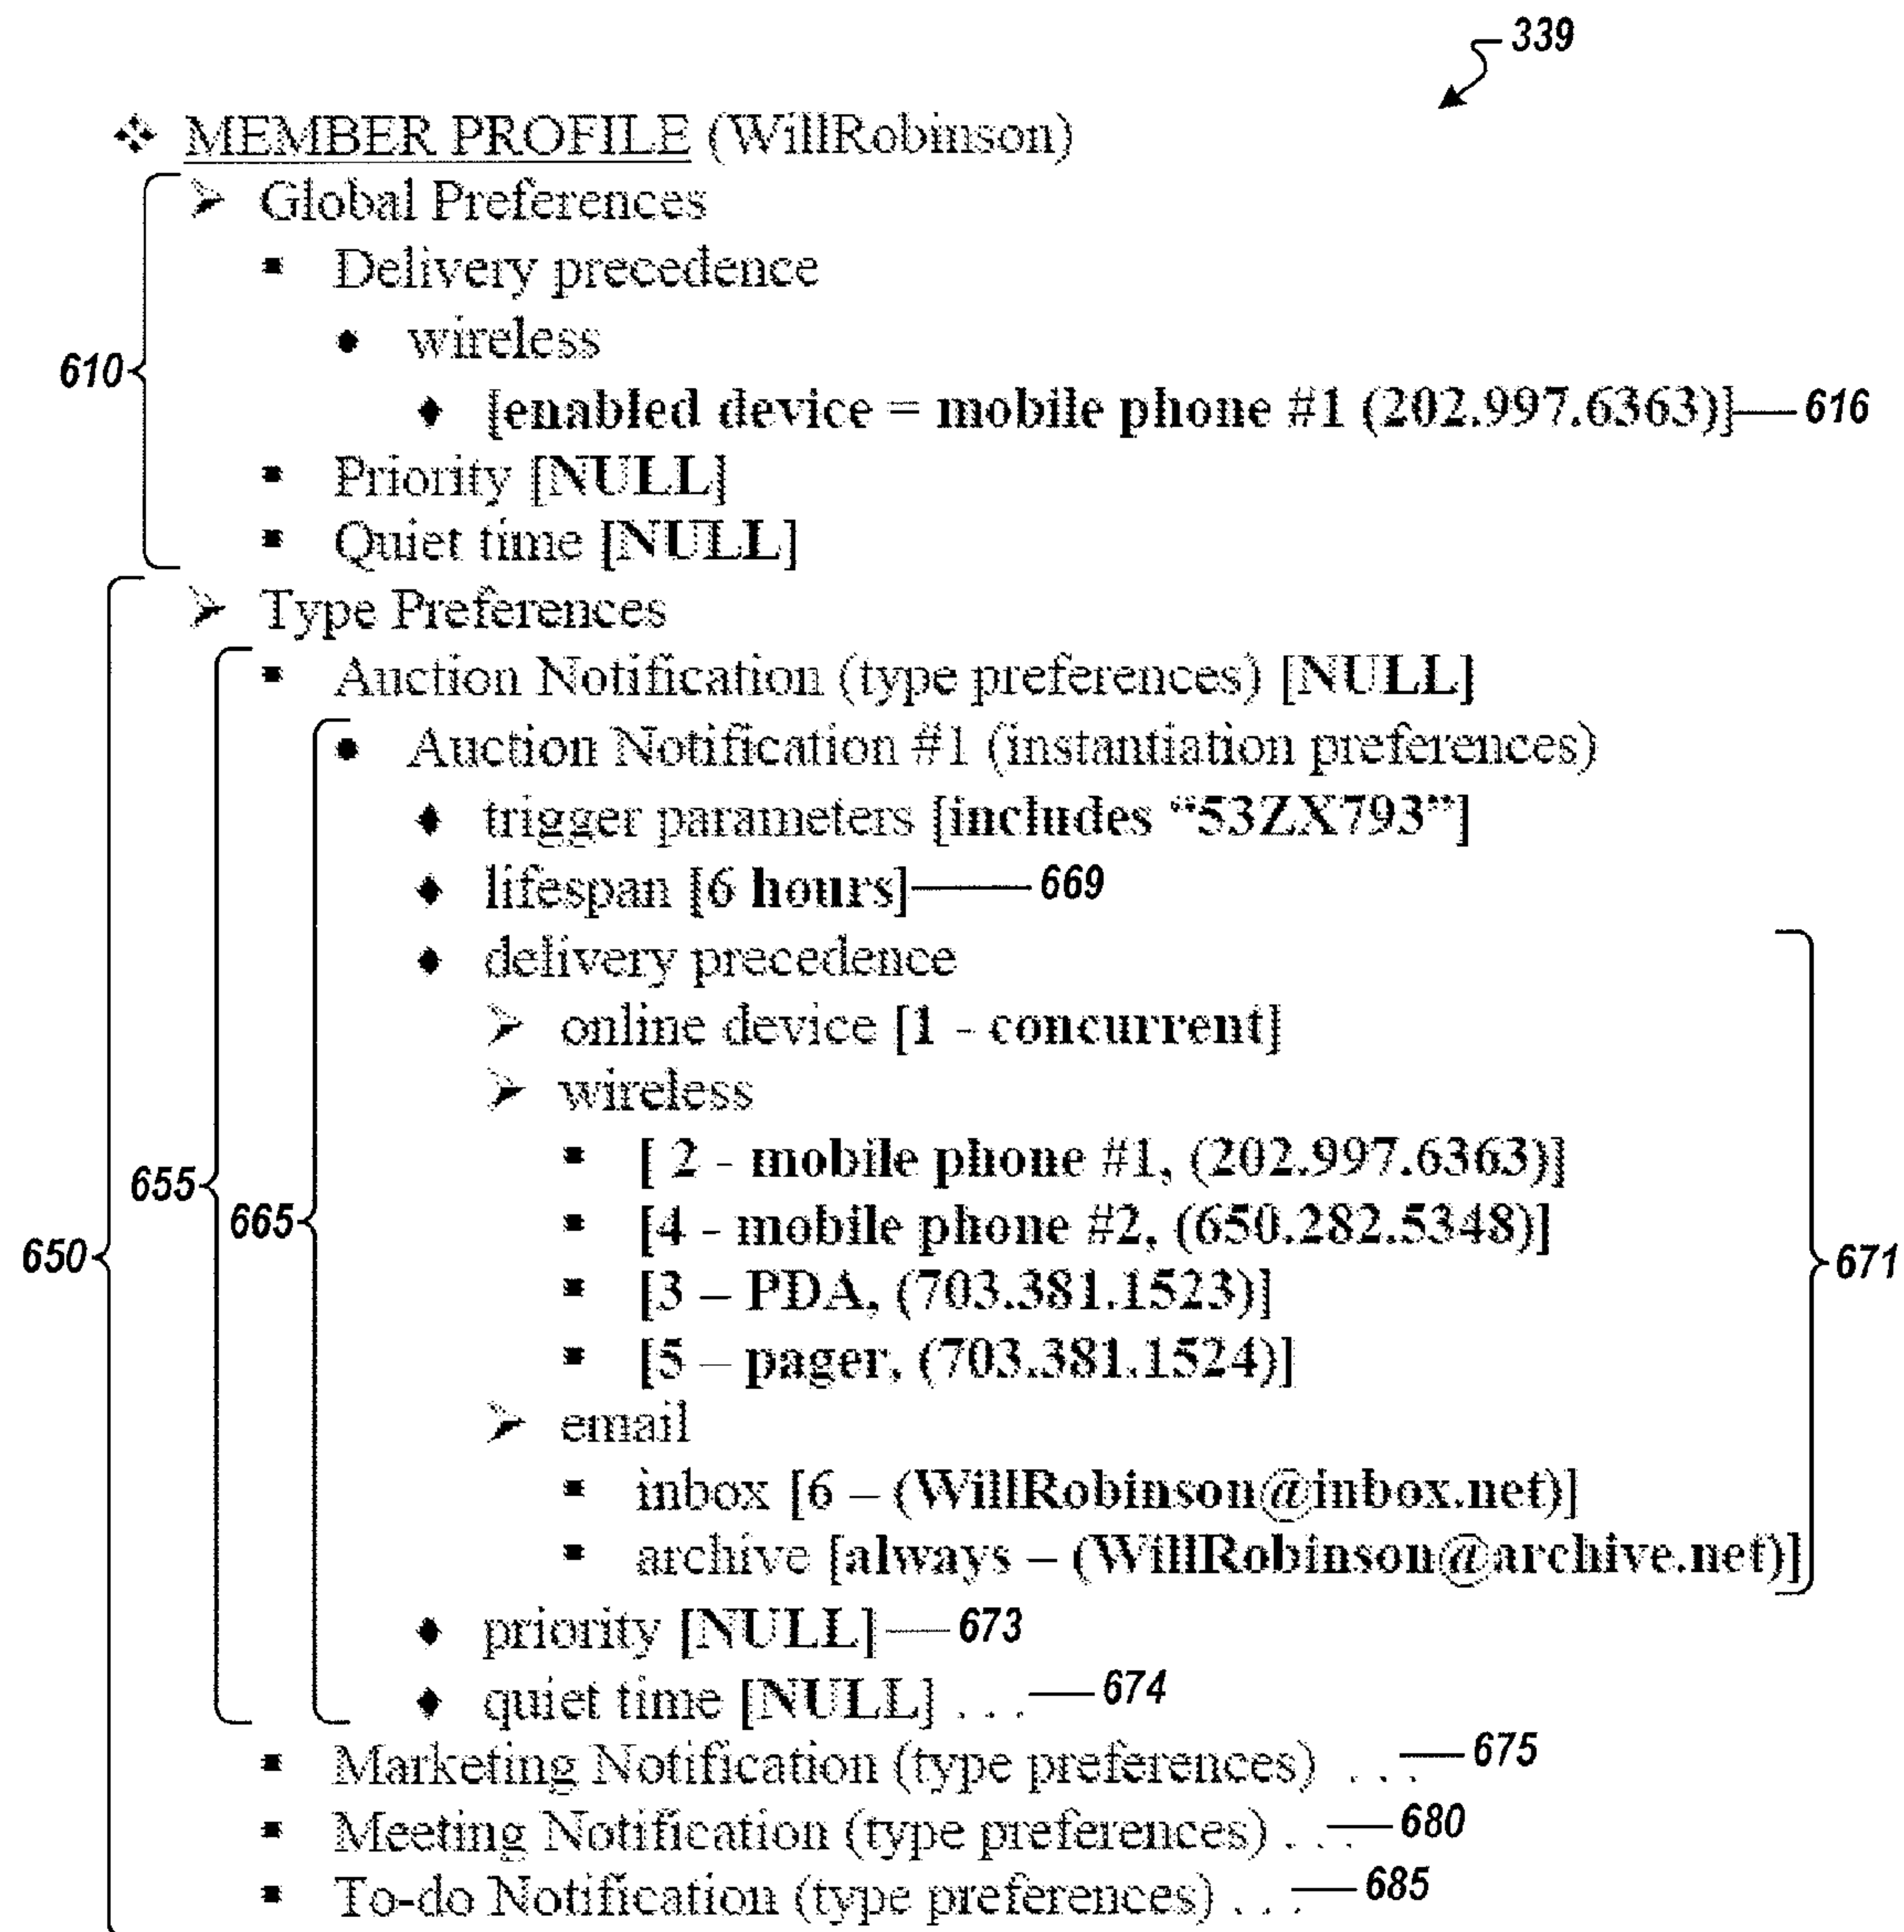 339
MEMBER PROFILE (WillRobinson)
Global Preferences
Delivery precedence
wireless
610
[enabled device = mobile phone #1 (202.997.6363)] 616
Priority [NULL]
Quiet time [NULL]
Type Preferences
Auction Notification (type preferences) [NULL]
Auction Notification #1 (instantiation preferences)
trigger parameters [includes “53ZX793”]
lifespan [6 hours] 669
delivery precedence
online device [1 - concurrent]
wireless
[ 2 - mobile phone #1, (202.997.6363)]
655
665
[4 - mobile phone #2, (650.282.5348)]
650
671
[3 – PDA, (703.381.1523)]
[5 – pager, (703.381.1524)]
email
inbox [6 – (WillRobinson@inbox.net)]
archive [always – (WillRobinson@archive.net)]
priority [NULL] 673
quiet time [NULL] . . . 674
Marketing Notification (type preferences) . . . 675
Meeting Notification (type preferences) . . . 680
To-do Notification (type preferences) . . . 685